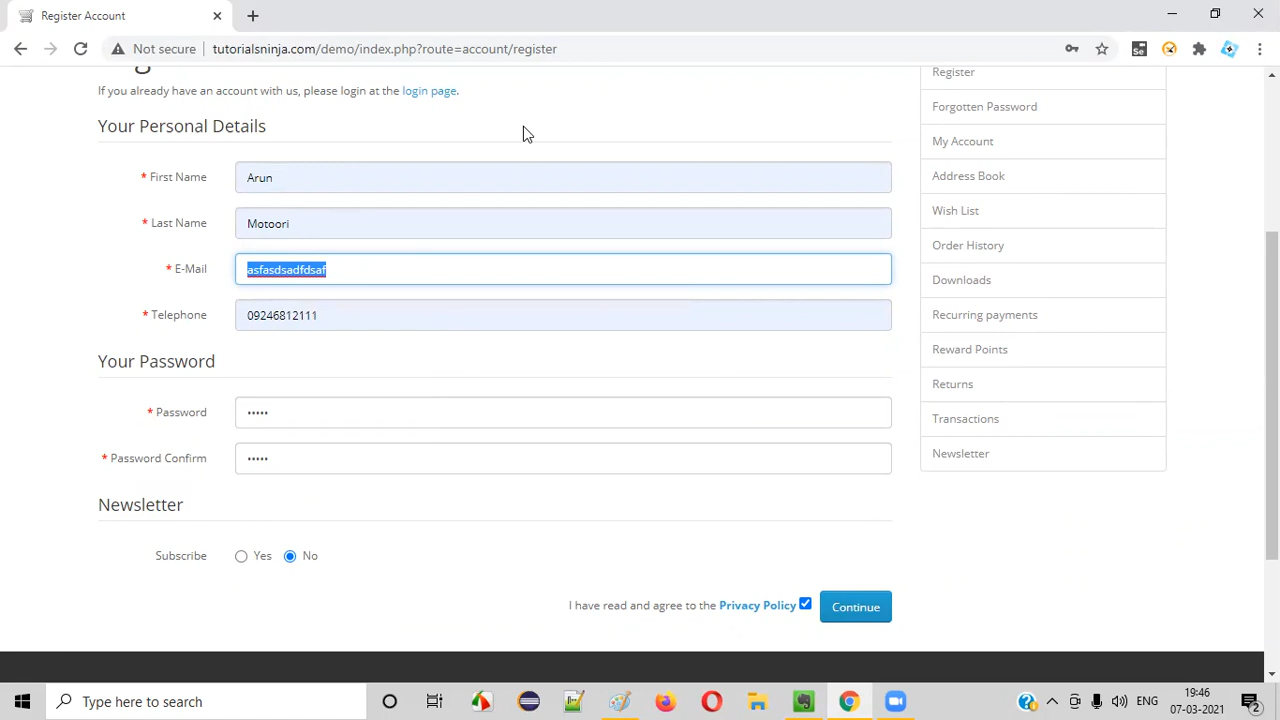 Register Account
Not secure
tutorialsninja.com/demo/index.php?route=account/register
If you already have an account with us, please login at the login page.
Your Personal Details
* First Name
Arun
* Last Name
Motoori
* E-Mail
asfasdsadfdsaf
* Telephone
09246812111
Your Password
* Password
•••••
* Password Confirm
•••••
Newsletter
Subscribe
Yes
No
I have read and agree to the Privacy Policy
Continue
Register
Forgotten Password
My Account
Address Book
Wish List
Order History
Downloads
Recurring payments
Reward Points
Returns
Transactions
Newsletter
Type here to search
ENG
19:46
07-03-2021
2